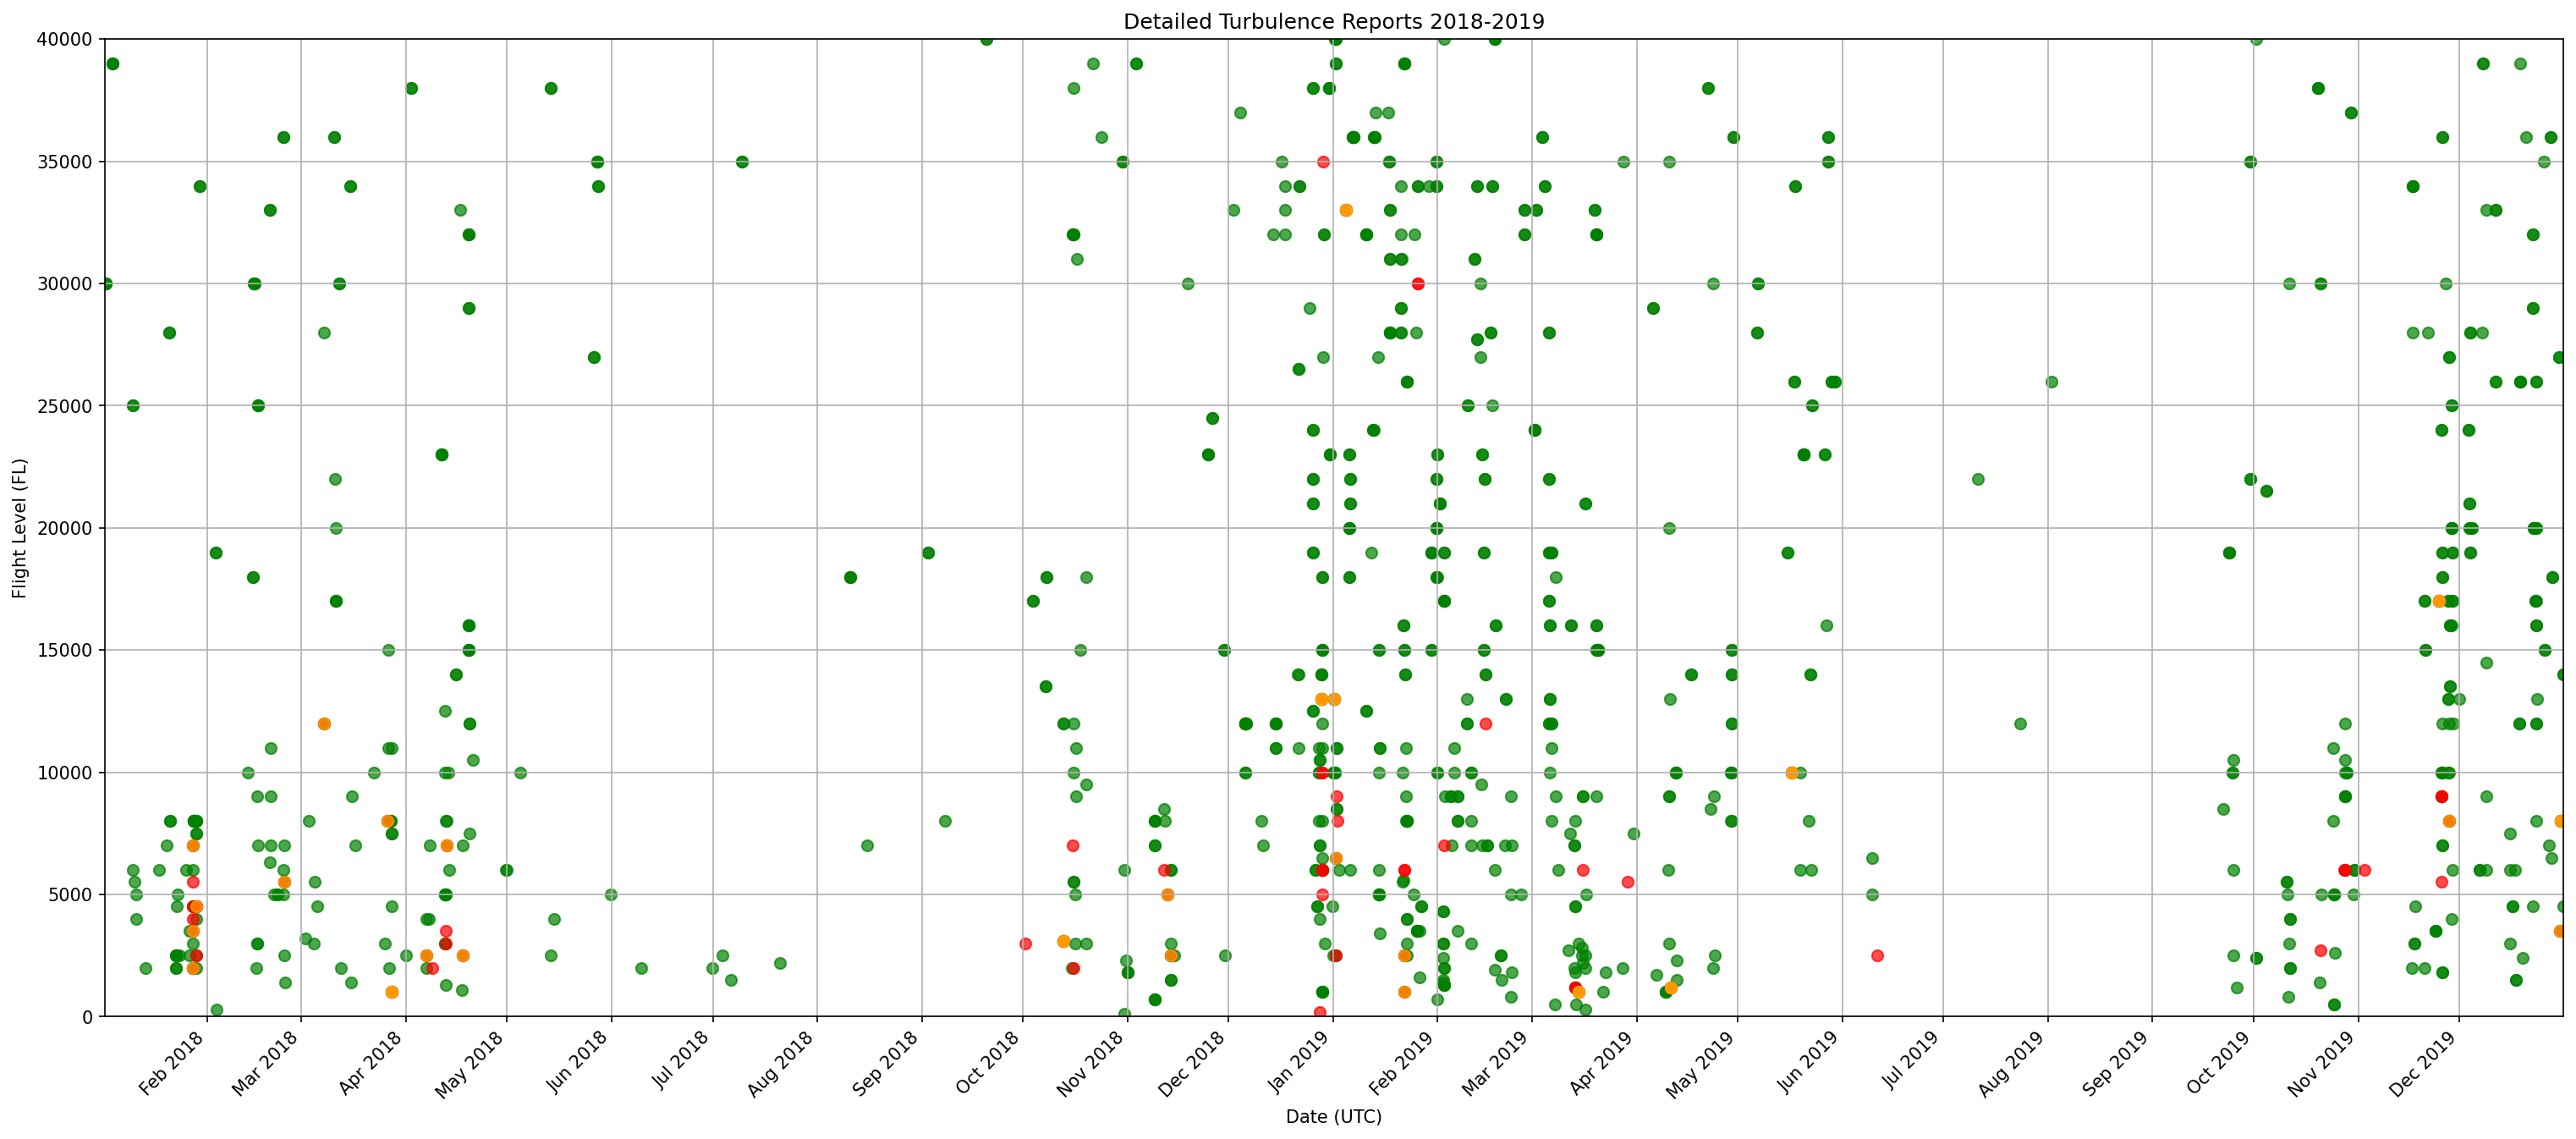 Detailed Turbulence Reports 2018-2019
Flight Level (FL)
40000
35000
30000
25000
20000
15000
10000
5000
0
Feb 2018
Mar 2018
Apr 2018
May 2018
Jun 2018
Jul 2018
Aug 2018
Sep 2018
Oct 2018
Nov 2018
Dec 2018
Jan 2019
Feb 2019
Mar 2019
Apr 2019
May 2019
Jun 2019
Jul 2019
Aug 2019
Sep 2019
Oct 2019
Nov 2019
Dec 2019
Date (UTC)